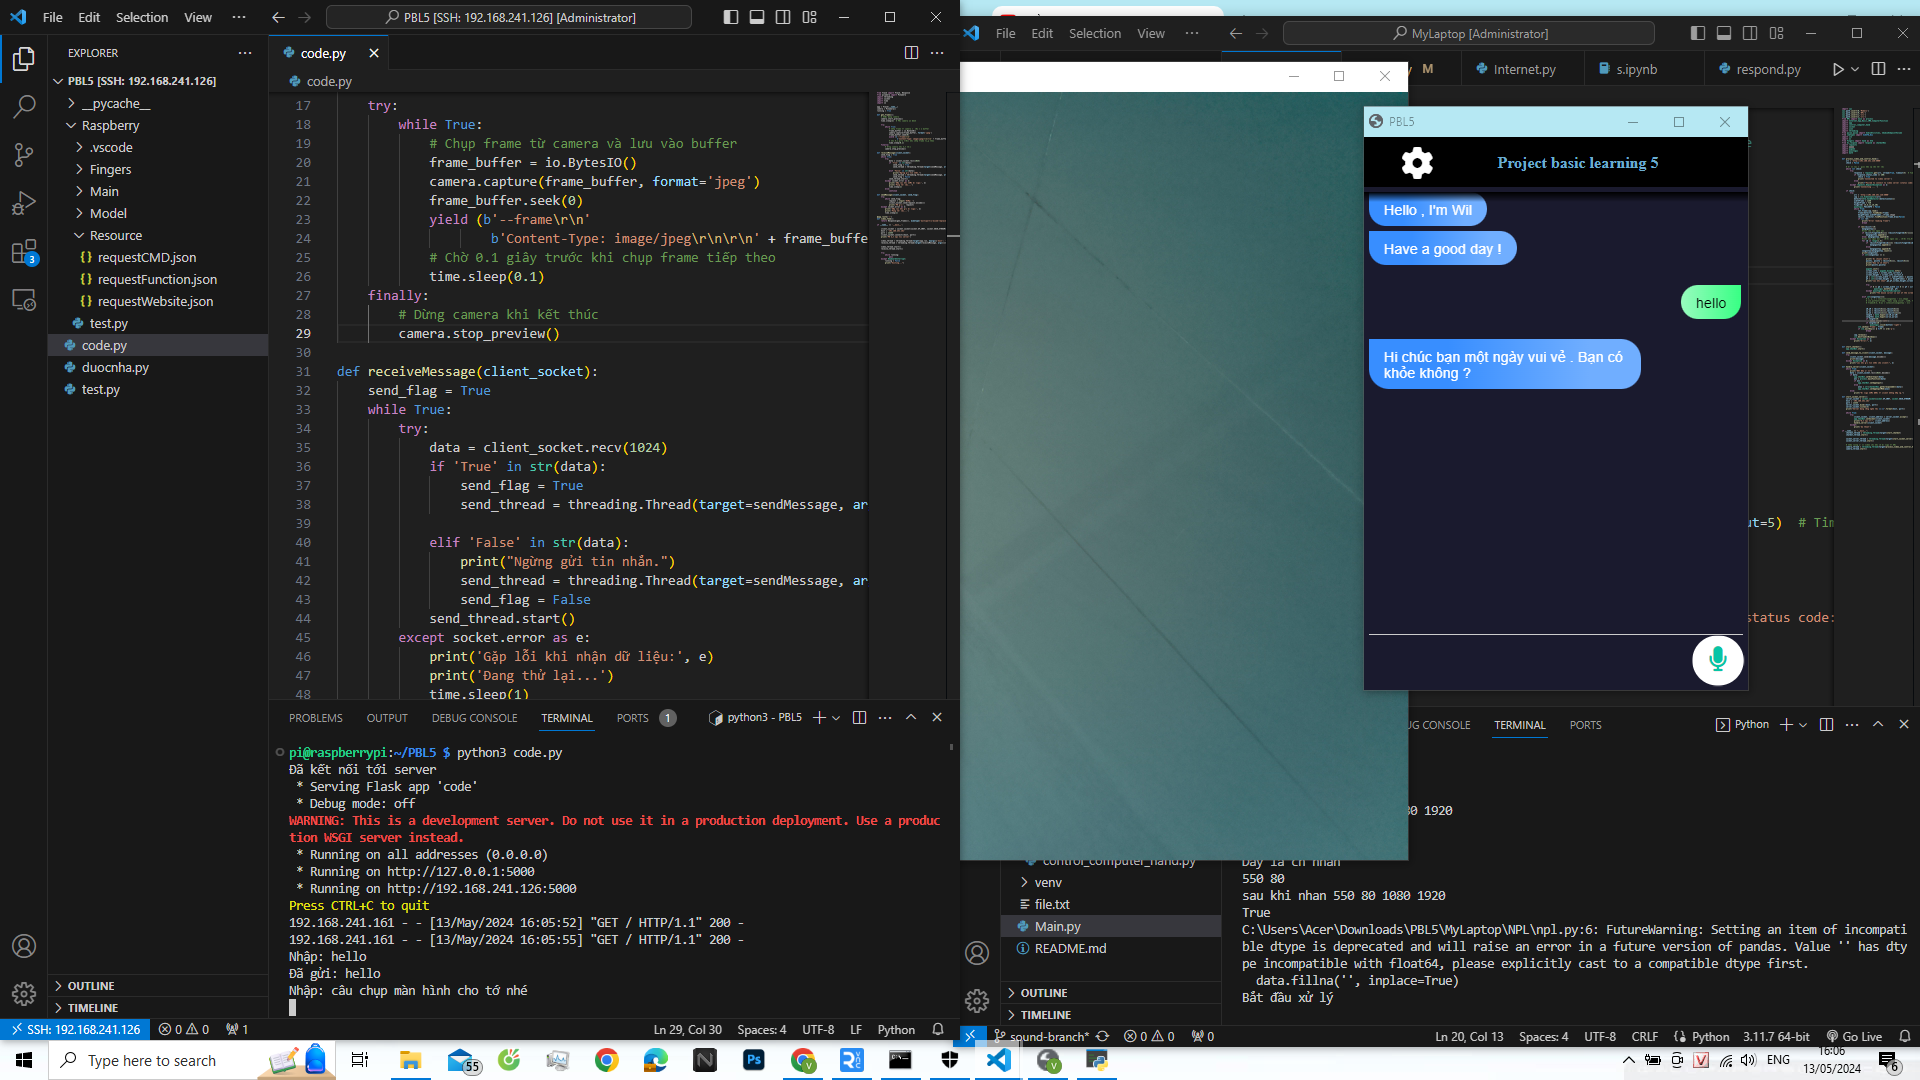 File Edit Selection View ··· PBL5 [SSH: 192.168.241.126] [Administrator]
EXPLORER
PBL5 [SSH: 192.168.241.126]
__pycache__
Raspberry
.vscode
Fingers
Main
Model
Resource
{} requestCMD.json
{} requestFunction.json
{} requestWebsite.json
test.py
code.py
duocnha.py
test.py
OUTLINE
TIMELINE
3
code.py
code.py
17 try:
18 while True:
19 # Chụp frame từ camera và lưu vào buffer
20 frame_buffer = io.BytesIO()
21 camera.capture(frame_buffer, format='jpeg')
22 frame_buffer.seek(0)
23 yield (b'--frame\r\n'
24 b'Content-Type: image/jpeg\r\n\r\n' + frame_buffe
25 # Chờ 0.1 giây trước khi chụp frame tiếp theo
26 time.sleep(0.1)
27 finally:
28 # Dừng camera khi kết thúc
29 camera.stop_preview()
30
31 def receiveMessage(client_socket):
32 send_flag = True
33 while True:
34 try:
35 data = client_socket.recv(1024)
36 if 'True' in str(data):
37 send_flag = True
38 send_thread = threading.Thread(target=sendMessage, ar
39
40 elif 'False' in str(data):
41 print("Ngừng gửi tin nhắn.")
42 send_thread = threading.Thread(target=sendMessage, ar
43 send_flag = False
44 send_thread.start()
45 except socket.error as e:
46 print('Gặp lỗi khi nhận dữ liệu:', e)
47 print('Đang thử lại...')
48 time.sleep(1)
PROBLEMS OUTPUT DEBUG CONSOLE TERMINAL PORTS 1 python3 - PBL5
pi@raspberrypi:~/PBL5 $ python3 code.py
Đã kết nối tới server
* Serving Flask app 'code'
* Debug mode: off
WARNING: This is a development server. Do not use it in a production deployment. Use a produc
tion WSGI server instead.
* Running on all addresses (0.0.0.0)
* Running on http://127.0.0.1:5000
* Running on http://192.168.241.126:5000
Press CTRL+C to quit
192.168.241.161 - - [13/May/2024 16:05:52] "GET / HTTP/1.1" 200 -
192.168.241.161 - - [13/May/2024 16:05:55] "GET / HTTP/1.1" 200 -
Nhập: hello
Đã gửi: hello
Nhập: câu chụp màn hình cho tớ nhé
SSH: 192.168.241.126 0 0 1 Ln 29, Col 30 Spaces: 4 UTF-8 LF Python
File Edit Selection View ··· MyLaptop [Administrator]
M Internet.py s.ipynb respond.py
PBL5
Project basic learning 5
Hello , I'm Wil
Have a good day !
hello
Hi chúc bạn một ngày vui vẻ . Bạn có
khỏe không ?
ut=5) # Tim
status code:
UG CONSOLE TERMINAL PORTS Python
80 1920
Day la ch nhan
550 80
sau khi nhan 550 80 1080 1920
True
C:\Users\Acer\Downloads\PBL5\MyLaptop\NPL\npl.py:6: FutureWarning: Setting an item of incompati
ble dtype is deprecated and will raise an error in a future version of pandas. Value '' has dty
pe incompatible with float64, please explicitly cast to a compatible dtype first.
data.fillna('', inplace=True)
Bắt đầu xử lý
control_computer_hand.py
venv
file.txt
Main.py
README.md
OUTLINE
TIMELINE
sound-branch* 0 0 0 Ln 20, Col 13 Spaces: 4 UTF-8 CRLF {} Python 3.11.7 64-bit Go Live
Type here to search 55 ENG 16:06
13/05/2024 6